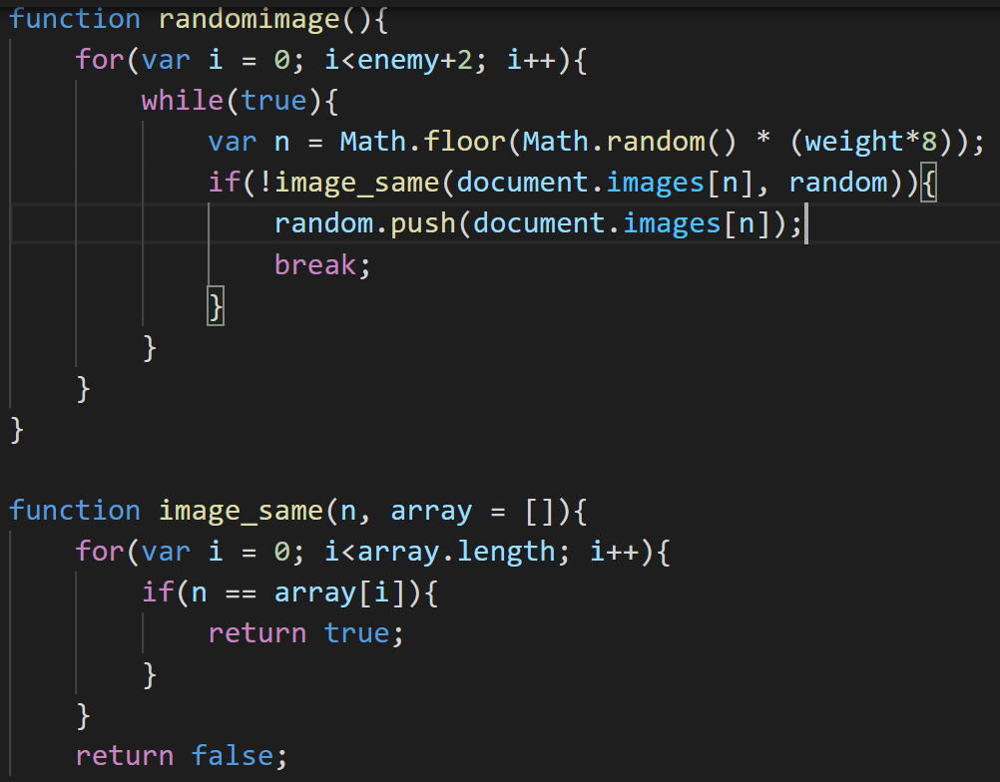 function randomimage(){
    for(var i = 0; i<enemy+2; i++){
        while(true){
            var n = Math.floor(Math.random() * (weight*8));
            if(!image_same(document.images[n], random)){
                random.push(document.images[n]);
                break;
            }
        }
    }
}

function image_same(n, array = []){
    for(var i = 0; i<array.length; i++){
        if(n == array[i]){
            return true;
        }
    }
    return false;